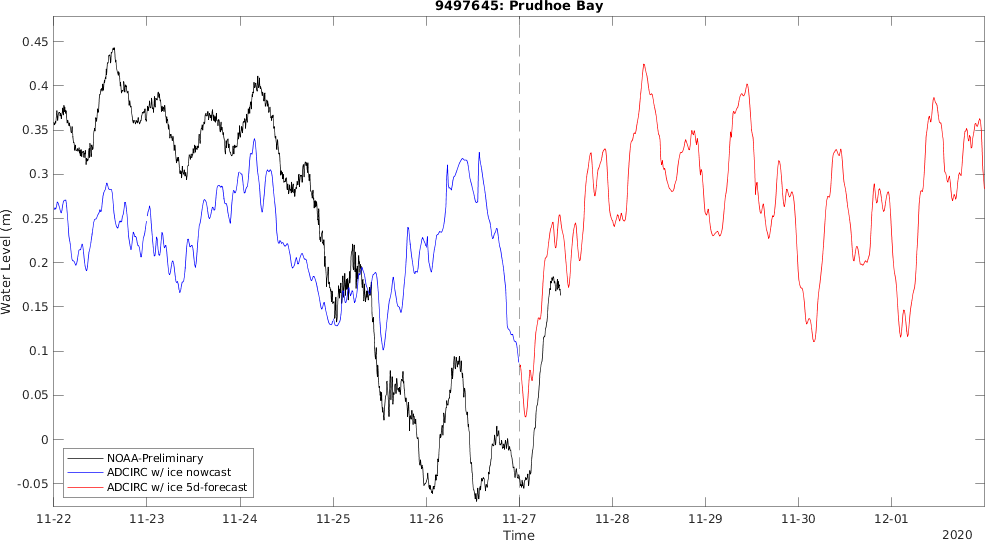 9497645: Prudhoe Bay
0.45
0.4
0.35
0.3
0.25
0.2
0.15
0.1
0.05
0
-0.05
Water Level (m)
NOAA-Preliminary
ADCIRC w/ ice nowcast
ADCIRC w/ ice 5d-forecast
11-22 11-23 11-24 11-25 11-26 11-27 11-28 11-29 11-30 12-01
Time
2020